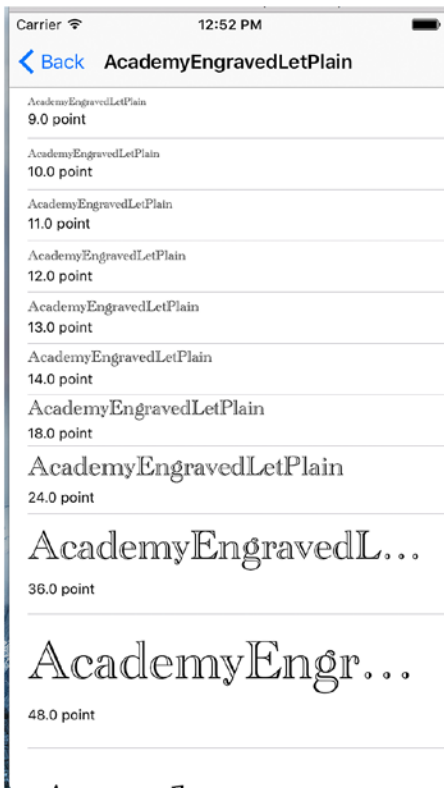 Carrier 12:52 PM
Back AcademyEngravedLetPlain
AcademyEngravedLetPlain
9.0 point
AcademyEngravedLetPlain
10.0 point
AcademyEngravedLetPlain
11.0 point
AcademyEngravedLetPlain
12.0 point
AcademyEngravedLetPlain
13.0 point
AcademyEngravedLetPlain
14.0 point
AcademyEngravedLetPlain
18.0 point
AcademyEngravedLetPlain
24.0 point
AcademyEngravedL...
36.0 point
AcademyEngr...
48.0 point